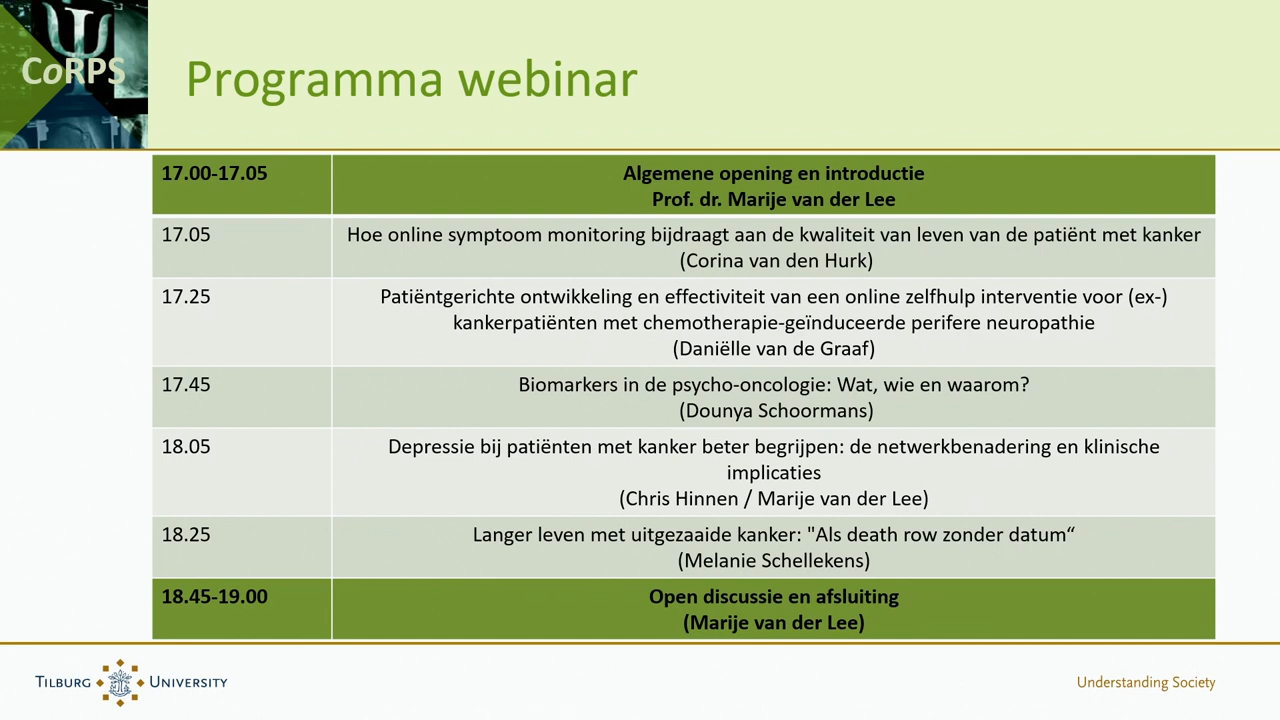 CoRPS
Programma webinar
17.00-17.05
Algemene opening en introductie
Prof. dr. Marije van der Lee
17.05
Hoe online symptoom monitoring bijdraagt aan de kwaliteit van leven van de patiënt met kanker
(Corina van den Hurk)
17.25
Patiëntgerichte ontwikkeling en effectiviteit van een online zelfhulp interventie voor (ex-)
kankerpatiënten met chemotherapie-geïnduceerde perifere neuropathie
(Daniëlle van de Graaf)
17.45
Biomarkers in de psycho-oncologie: Wat, wie en waarom?
(Dounya Schoormans)
18.05
Depressie bij patiënten met kanker beter begrijpen: de netwerkbenadering en klinische
implicaties
(Chris Hinnen / Marije van der Lee)
18.25
Langer leven met uitgezaaide kanker: "Als death row zonder datum“
(Melanie Schellekens)
18.45-19.00
Open discussie en afsluiting
(Marije van der Lee)
TILBURG UNIVERSITY
Understanding Society